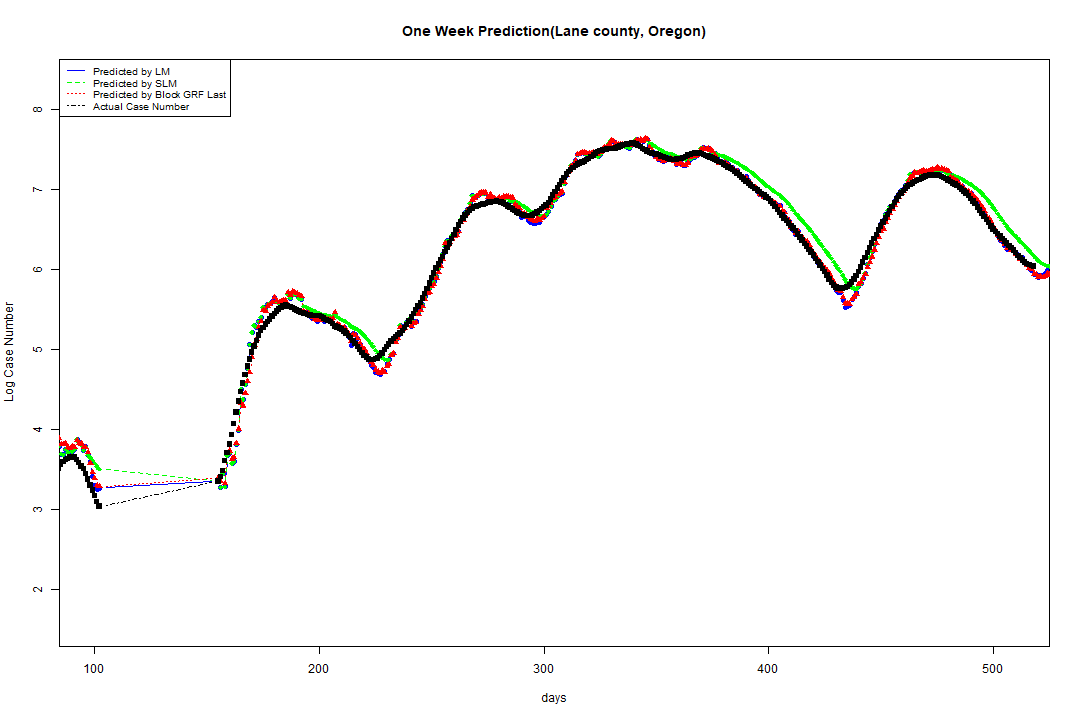 One Week Prediction(Lane county, Oregon)
Predicted by LM
Predicted by SLM
Predicted by Block GRF Last
Actual Case Number
Log Case Number
8
7
6
5
4
3
2
100 200 300 400 500
days